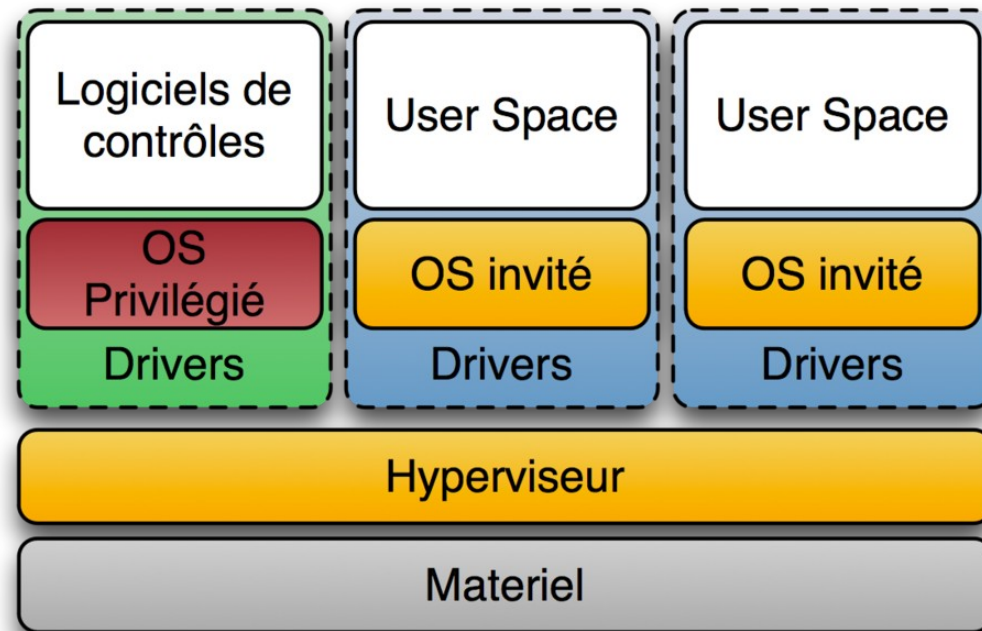 Logiciels de
contrôles
User Space
User Space
OS
Privilégié
OS invité
OS invité
Drivers
Drivers
Drivers
Hyperviseur
Materiel